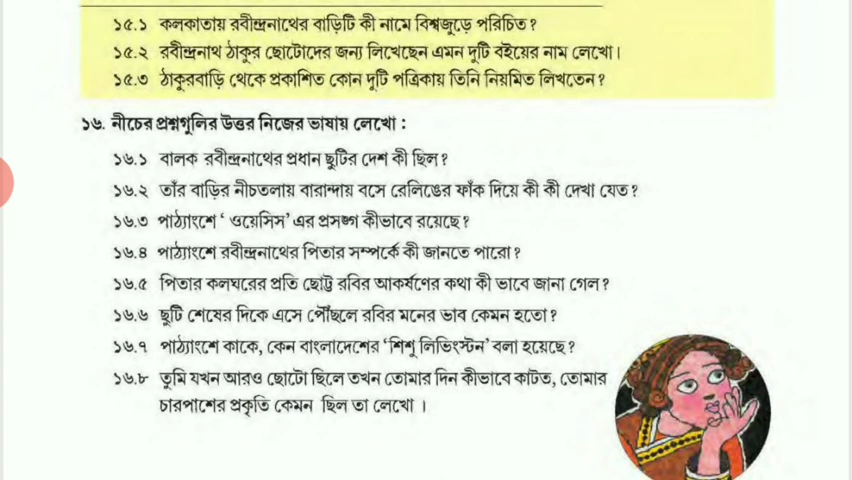 ১৫.১ কলকাতায় রবীন্দ্রনাথের বাড়িটি কী নামে বিশ্বজুড়ে পরিচিত?
১৫.২ রবীন্দ্রনাথ ঠাকুর ছোটোদের জন্য লিখেছেন এমন দুটি বইয়ের নাম লেখো।
১৫.৩ ঠাকুরবাড়ি থেকে প্রকাশিত কোন দুটি পত্রিকায় তিনি নিয়মিত লিখতেন?
১৬. নীচের প্রশ্নগুলির উত্তর নিজের ভাষায় লেখো :
১৬.১ বালক রবীন্দ্রনাথের প্রধান ছুটির দেশ কী ছিল?
১৬.২ তাঁর বাড়ির নীচতলায় বারান্দায় বসে রেলিঙের ফাঁক দিয়ে কী কী দেখা যেত?
১৬.৩ পাঠ্যাংশে ‘ ওয়েসিস’ এর প্রসঙ্গ কীভাবে রয়েছে?
১৬.৪ পাঠ্যাংশে রবীন্দ্রনাথের পিতার সম্পর্কে কী জানতে পারো?
১৬.৫ পিতার কলঘরের প্রতি ছোট্ট রবির আকর্ষণের কথা কী ভাবে জানা গেল?
১৬.৬ ছুটি শেষের দিকে এসে পৌঁছলে রবির মনের ভাব কেমন হতো?
১৬.৭ পাঠ্যাংশে কাকে, কেন বাংলাদেশের ‘শিশু লিভিংস্টন’ বলা হয়েছে?
১৬.৮ তুমি যখন আরও ছোটো ছিলে তখন তোমার দিন কীভাবে কাটত, তোমার
চারপাশের প্রকৃতি কেমন ছিল তা লেখো ।